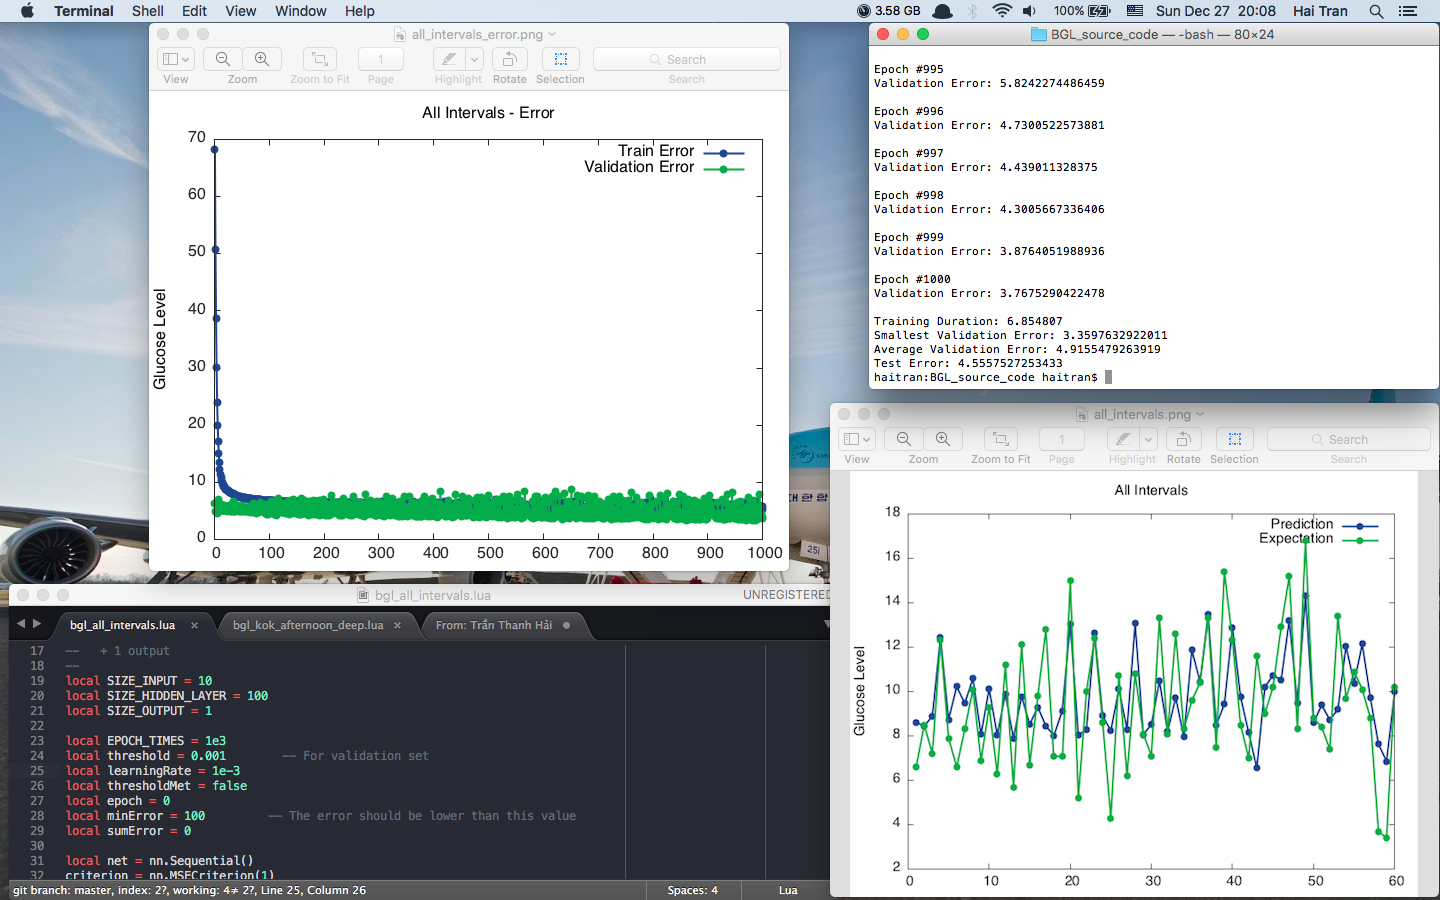 Terminal Shell Edit View Window Help 3.58 GB 100% Sun Dec 27 20:08 Hai Tran
all_intervals_error.png
1
Search
View Zoom Zoom to Fit Page Highlight Rotate Selection Search
All Intervals - Error
Train Error
Validation Error
Glucose Level
70
60
50
40
30
20
10
0
0 100 200 300 400 500 600 700 800 900 1000
BGL_source_code — -bash — 80×24
Epoch #995
Validation Error: 5.8242274486459
Epoch #996
Validation Error: 4.7300522573881
Epoch #997
Validation Error: 4.439011328375
Epoch #998
Validation Error: 4.3005667336406
Epoch #999
Validation Error: 3.8764051988936
Epoch #1000
Validation Error: 3.7675290422478
Training Duration: 6.854807
Smallest Validation Error: 3.3597632922011
Average Validation Error: 4.9155479263919
Test Error: 4.5557527253433
haitran:BGL_source_code haitran$
대한항
251
bgl_all_intervals.lua UNREGISTERED
bgl_all_intervals.lua × bgl_kok_afternoon_deep.lua × From: Trần Thanh Hải
17 -- + 1 output
18 --
19 local SIZE_INPUT = 10
20 local SIZE_HIDDEN_LAYER = 100
21 local SIZE_OUTPUT = 1
22
23 local EPOCH_TIMES = 1e3
24 local threshold = 0.001 -- For validation set
25 local learningRate = 1e-3
26 local thresholdMet = false
27 local epoch = 0
28 local minError = 100 -- The error should be lower than this value
29 local sumError = 0
30
31 local net = nn.Sequential()
32 criterion = nn.MSECriterion(1)
git branch: master, index: 2?, working: 4≠ 2?, Line 25, Column 26 Spaces: 4 Lua
all_intervals.png
1
Search
View Zoom Zoom to Fit Page Highlight Rotate Selection Search
All Intervals
Prediction
Expectation
Glucose Level
18
16
14
12
10
8
6
4
2
0 10 20 30 40 50 60